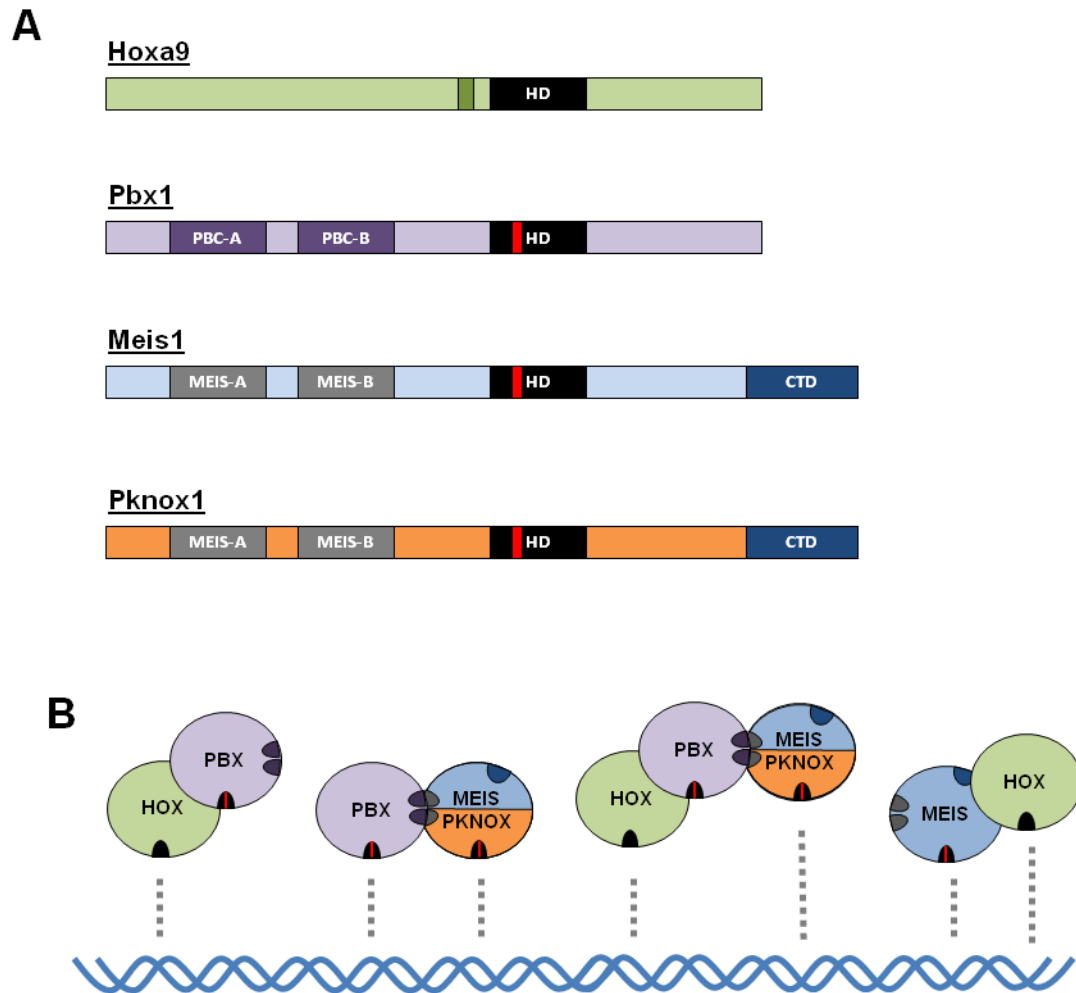 A
Hoxa9
HD
Pbx1
PBC-A PBC-B HD
Meis1
MEIS-A MEIS-B HD CTD
Pknox1
MEIS-A MEIS-B HD CTD
B
HOX PBX
PBX MEIS
PKNOX
HOX PBX MEIS
PKNOX
MEIS HOX